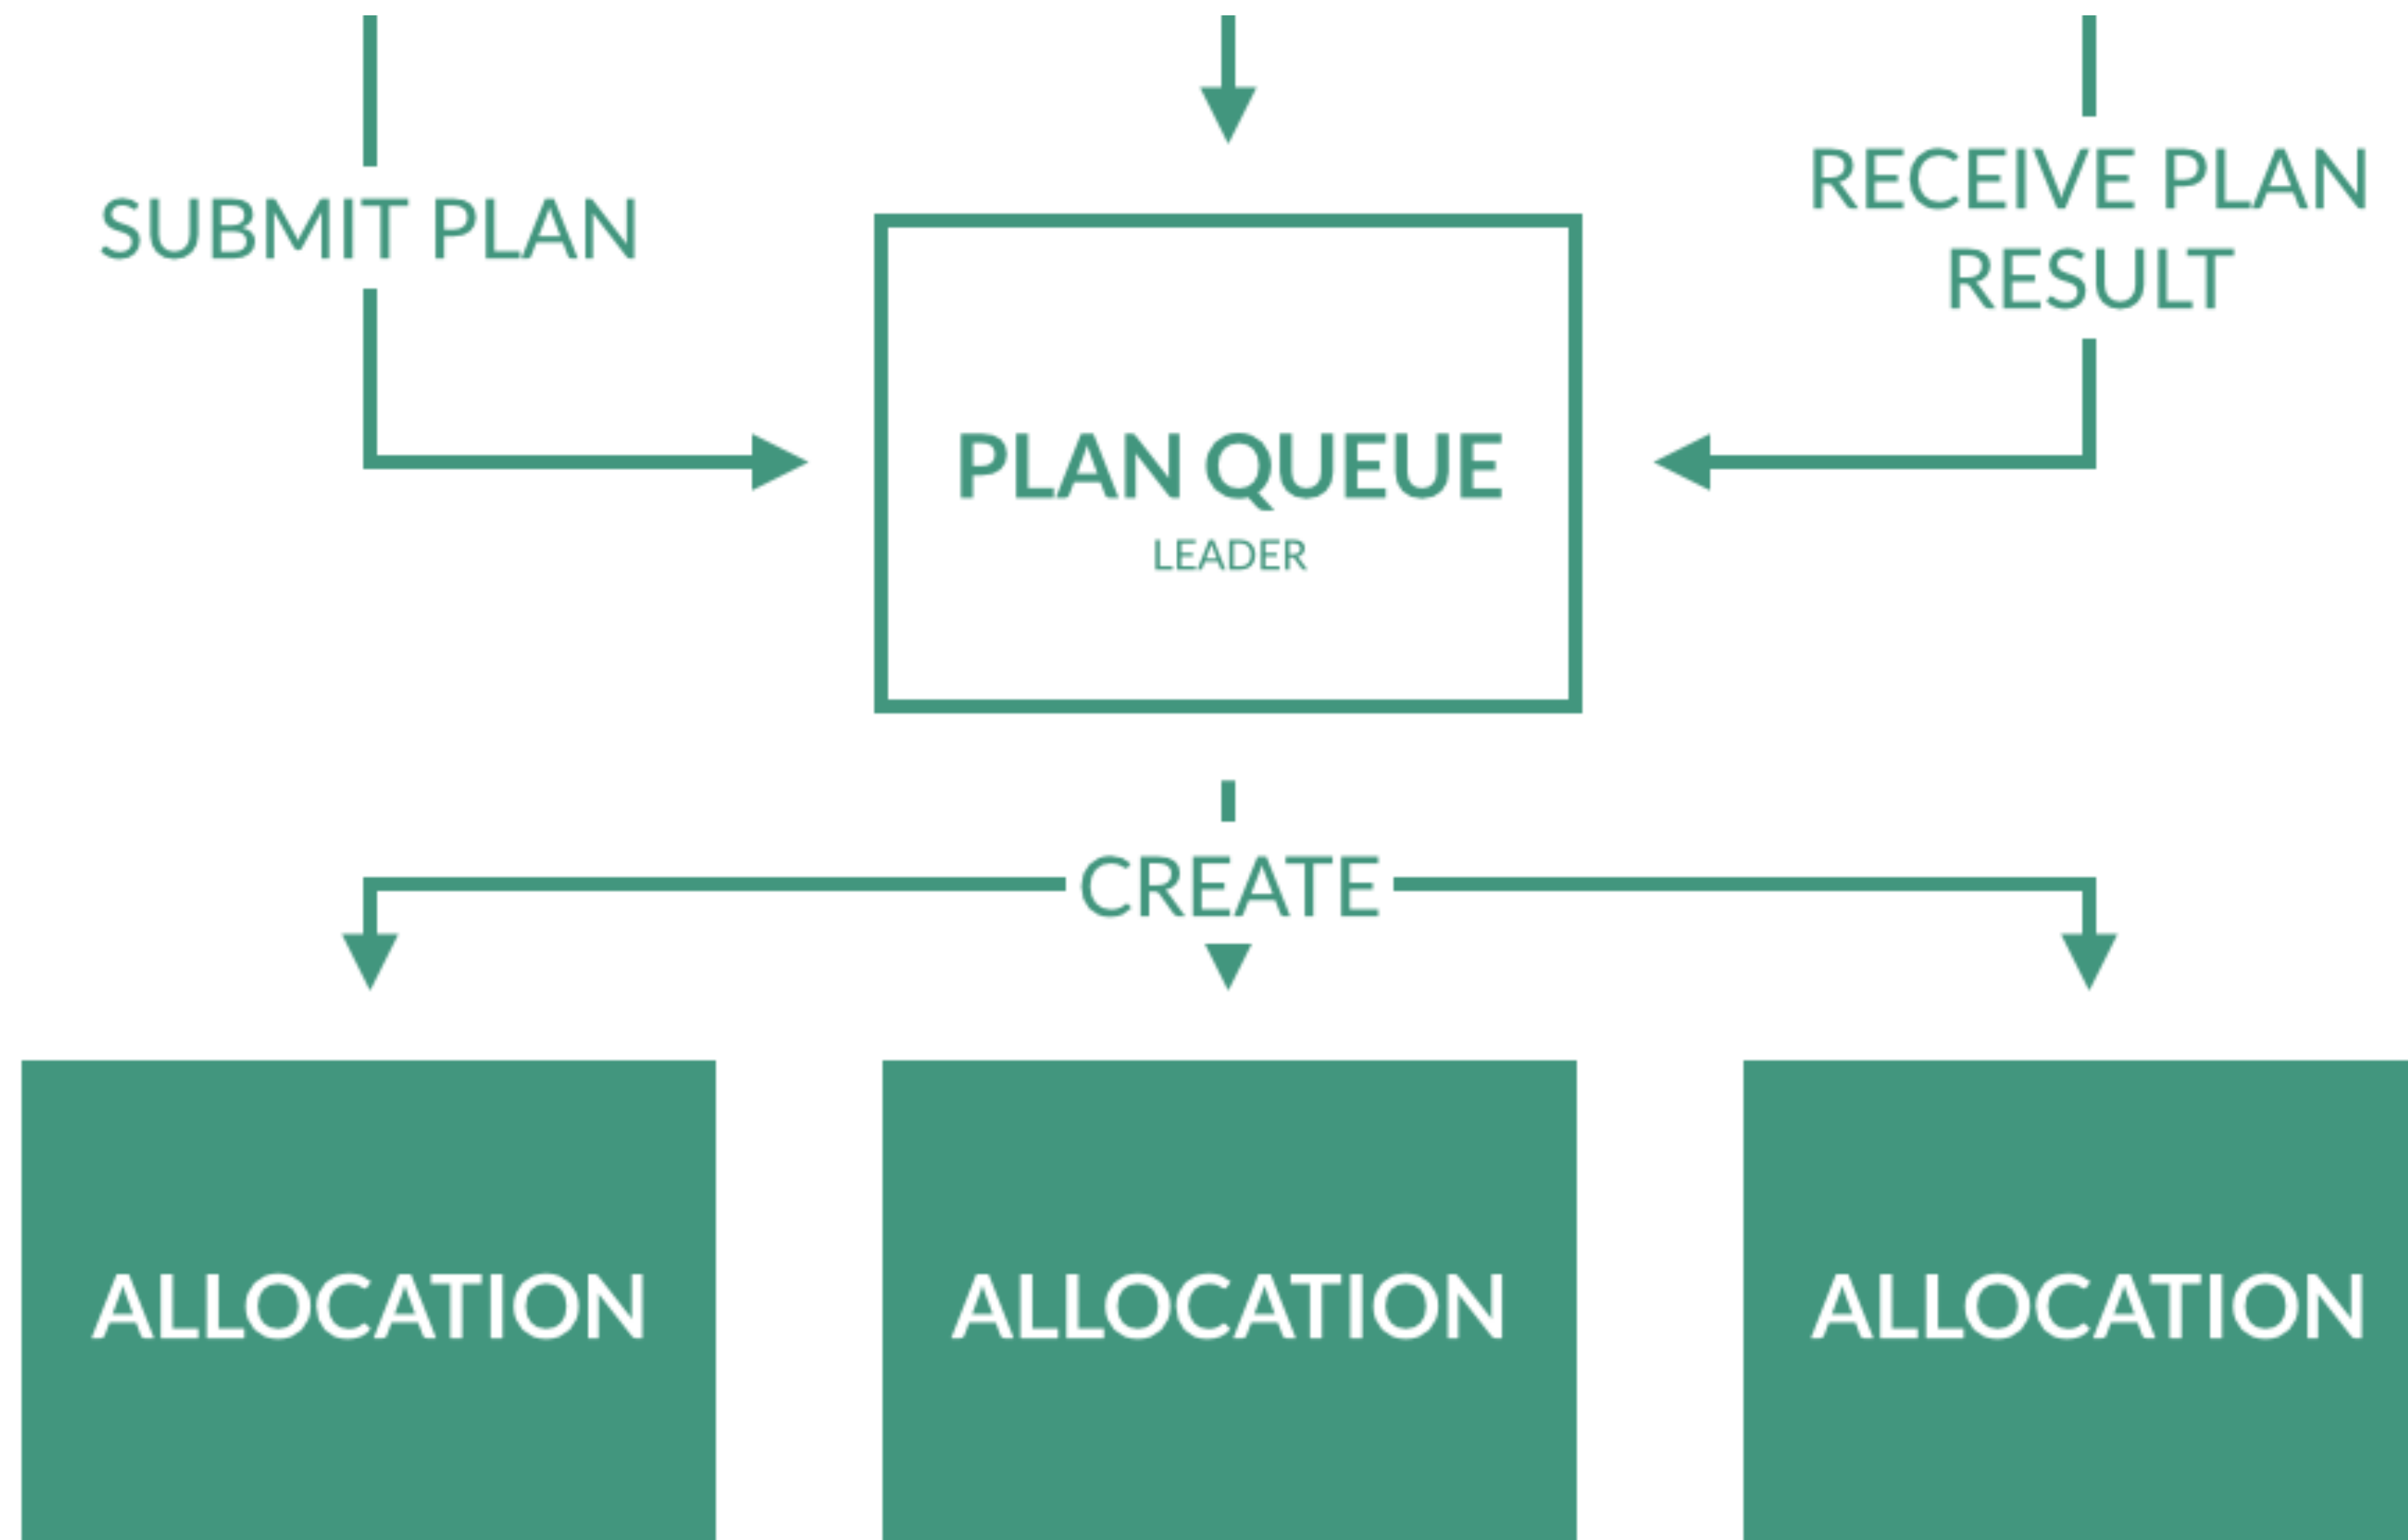 SUBMIT PLAN
RECEIVE PLAN
RESULT
PLAN QUEUE
LEADER
CREATE
ALLOCATION
ALLOCATION
ALLOCATION